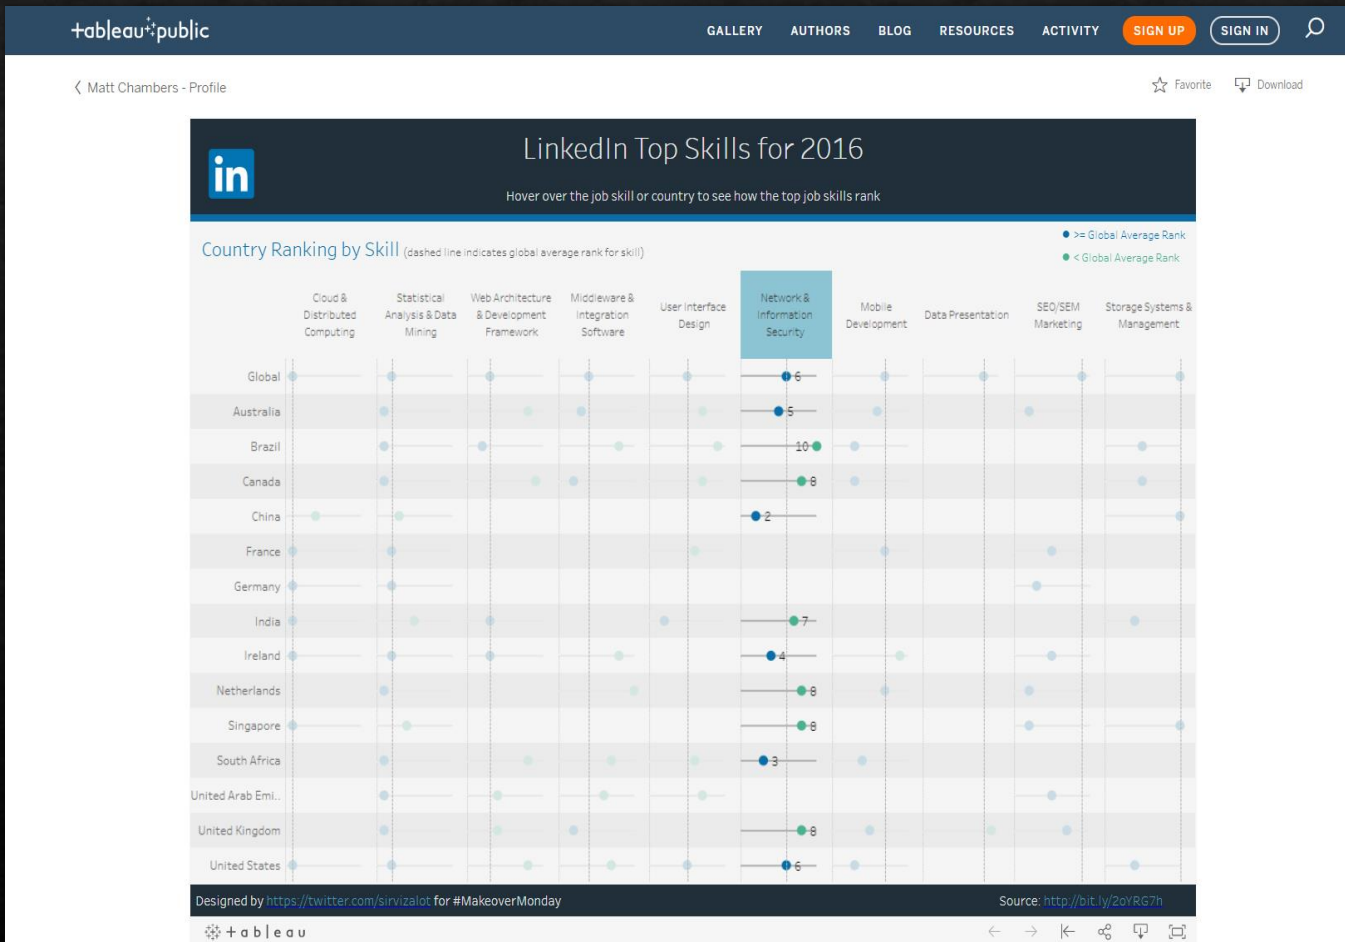 +ableau public
GALLERY AUTHORS BLOG RESOURCES ACTIVITY SIGN UP SIGN IN
Matt Chambers - Profile
Favorite Download
in
LinkedIn Top Skills for 2016
Hover over the job skill or country to see how the top job skills rank
Country Ranking by Skill (dashed line indicates global average rank for skill)
>= Global Average Rank
< Global Average Rank
Cloud & Distributed Computing
Statistical Analysis & Data Mining
Web Architecture & Development Framework
Middleware & Integration Software
User Interface Design
Network & Information Security
Mobile Development
Data Presentation
SEO/SEM Marketing
Storage Systems & Management
Global 6
Australia 5
Brazil 10
Canada 8
China 2
France
Germany
India 7
Ireland 4
Netherlands 8
Singapore 8
South Africa 3
United Arab Emi..
United Kingdom 8
United States 6
Designed by https://twitter.com/sirvizalot for #MakeoverMonday
Source: http://bit.ly/2oYRG7h
+ableau